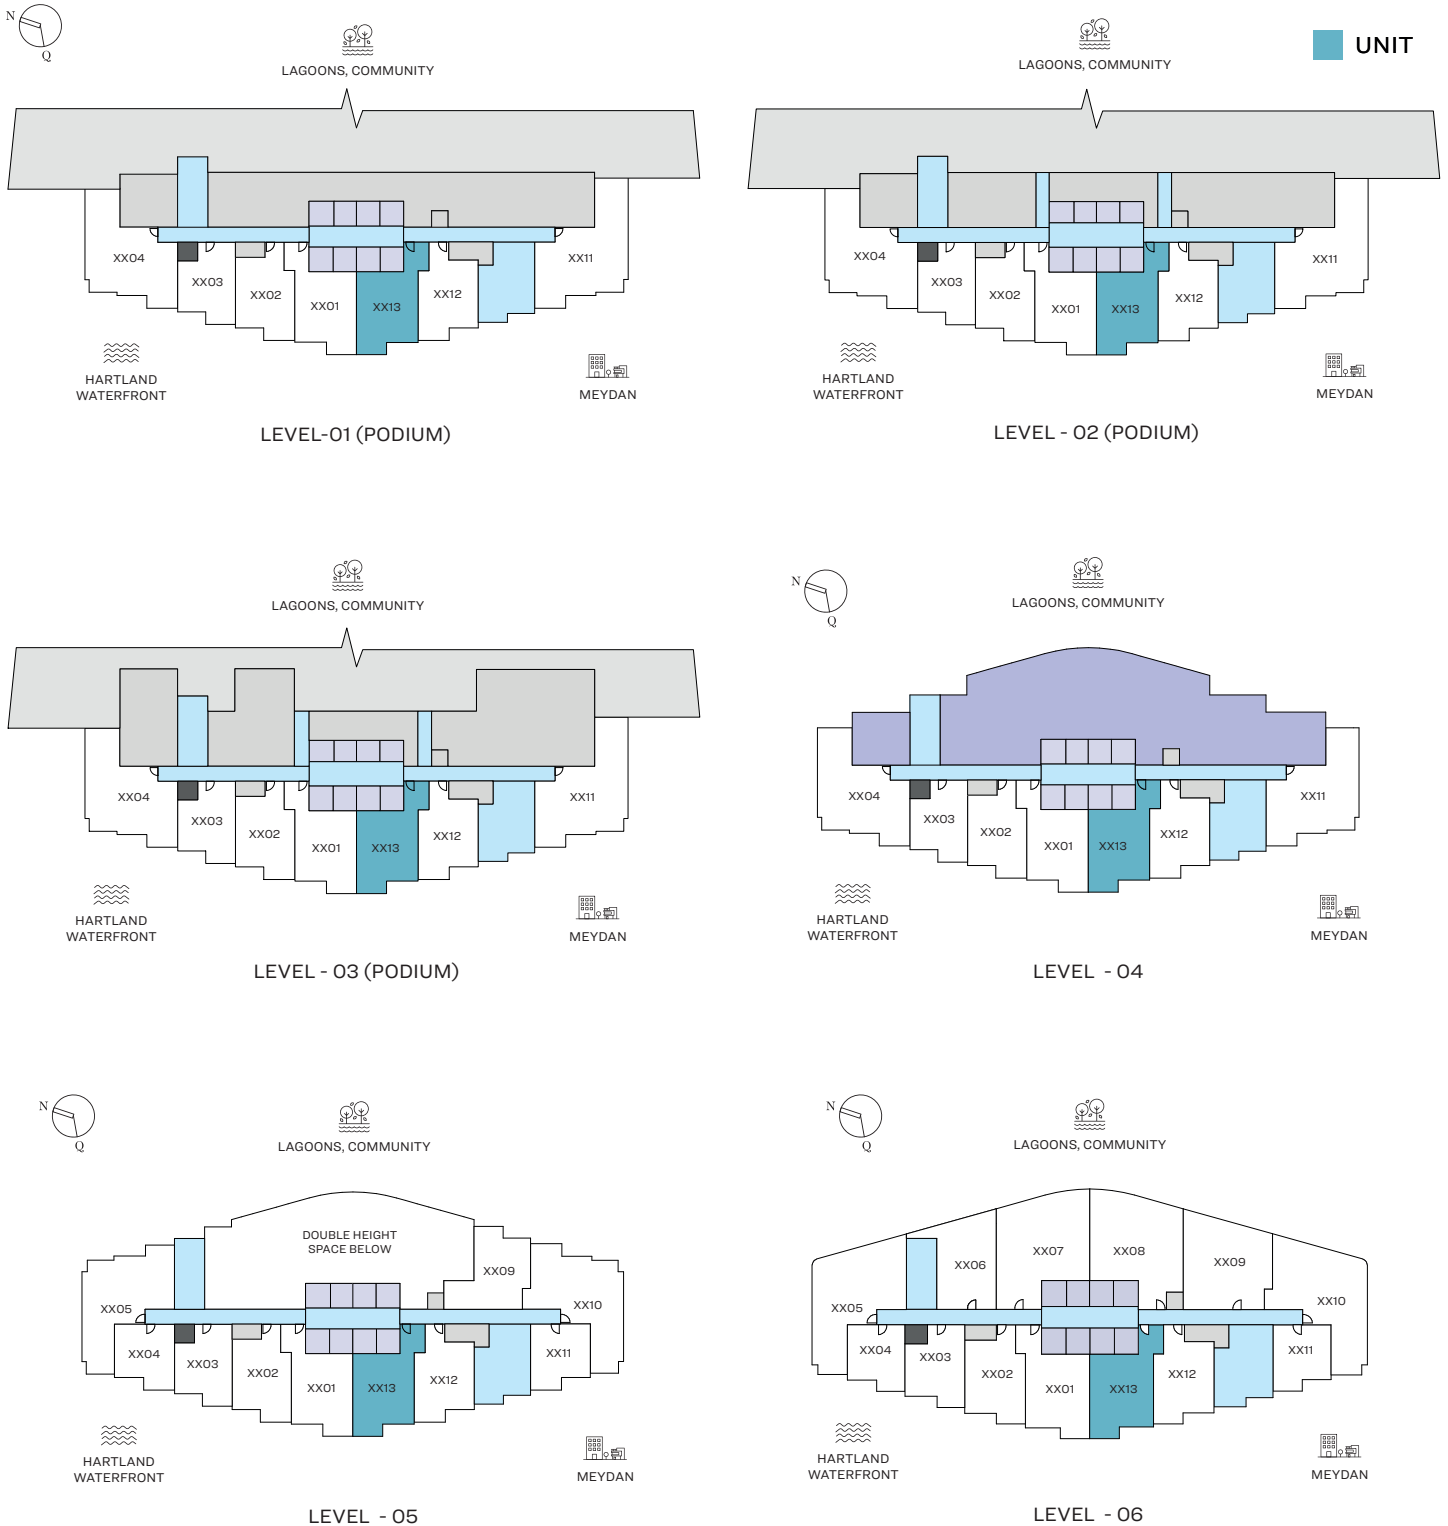 N
Q
LAGOONS, COMMUNITY
XX04
XX03
XX02
XX01
XX13
XX12
XX11
HARTLAND
WATERFRONT
MEYDAN
LEVEL-01 (PODIUM)
LAGOONS, COMMUNITY
UNIT
XX04
XX03
XX02
XX01
XX13
XX12
XX11
HARTLAND
WATERFRONT
MEYDAN
LEVEL - 02 (PODIUM)
LAGOONS, COMMUNITY
XX04
XX03
XX02
XX01
XX13
XX12
XX11
HARTLAND
WATERFRONT
MEYDAN
LEVEL - 03 (PODIUM)
N
Q
LAGOONS, COMMUNITY
XX04
XX03
XX02
XX01
XX13
XX12
XX11
HARTLAND
WATERFRONT
MEYDAN
LEVEL - 04
N
Q
LAGOONS, COMMUNITY
DOUBLE HEIGHT
SPACE BELOW
XX09
XX05
XX10
XX04
XX03
XX02
XX01
XX13
XX12
XX11
HARTLAND
WATERFRONT
MEYDAN
LEVEL - 05
N
Q
LAGOONS, COMMUNITY
XX06
XX07
XX08
XX09
XX05
XX10
XX04
XX03
XX02
XX01
XX13
XX12
XX11
HARTLAND
WATERFRONT
MEYDAN
LEVEL - 06